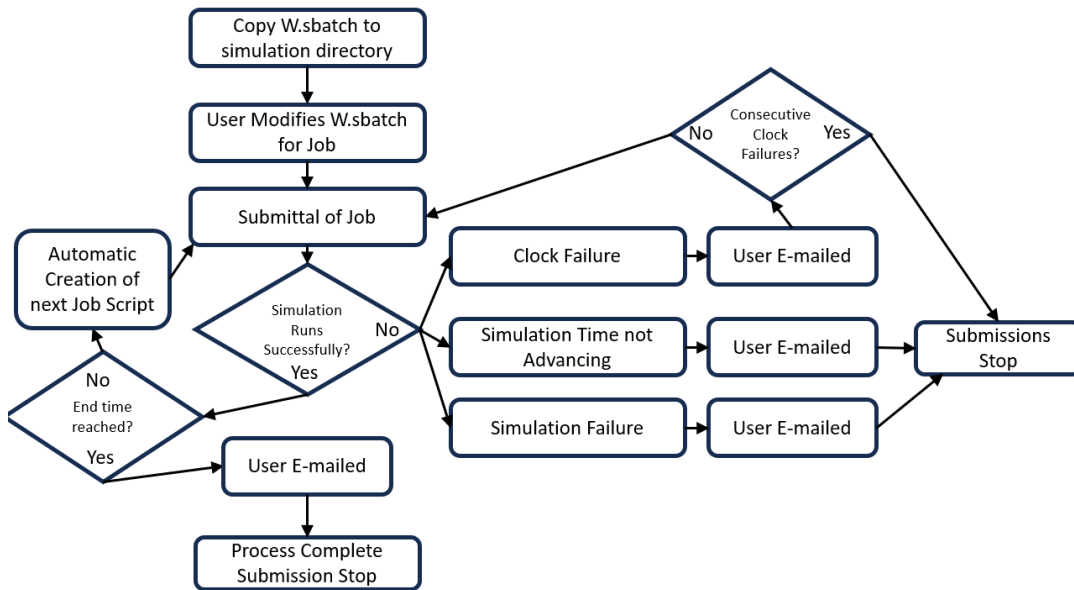 Copy W.sbatch to
simulation directory
User Modifies W.sbatch
for Job
Submittal of Job
Automatic
Creation of
next Job Script
Simulation
Runs
Successfully?
No
Yes
No
End time
reached?
Yes
User E-mailed
Process Complete
Submission Stop
Consecutive
Clock
Failures?
No
Yes
Clock Failure
User E-mailed
Simulation Time not
Advancing
User E-mailed
Submissions
Stop
Simulation Failure
User E-mailed